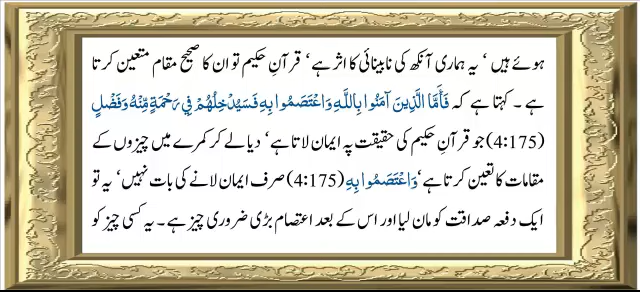 ہوئے ہیں ‘ یہ ہماری آنکھ کی نابینائی کا اثر ہے‘ قرآنِ حکیم تو ان کا صحیح مقام متعین کرتا
ہے ۔ کہتا ہے کہ فَأَمَّا الَّذِينَ آمَنُوا بِاللَّهِ وَاعْتَصَمُوا بِهِ فَسَيُدْخِلُهُمْ فِي رَحْمَةٍ مِّنْهُ وَفَضْلٍ
(4:175) جو قرآنِ حکیم کی حقیقت پہ ایمان لاتا ہے‘ دیا لے کر کمرے میں چیزوں کے
مقامات کا تعین کرتا ہے‘ وَاعْتَصَمُوا بِهِ (4:175) صرف ایمان لانے کی بات نہیں‘ یہ تو
ایک دفعہ صداقت کو مان لیا اور اس کے بعد اعتصام بڑی ضروری چیز ہے ۔ یہ کسی چیز کو